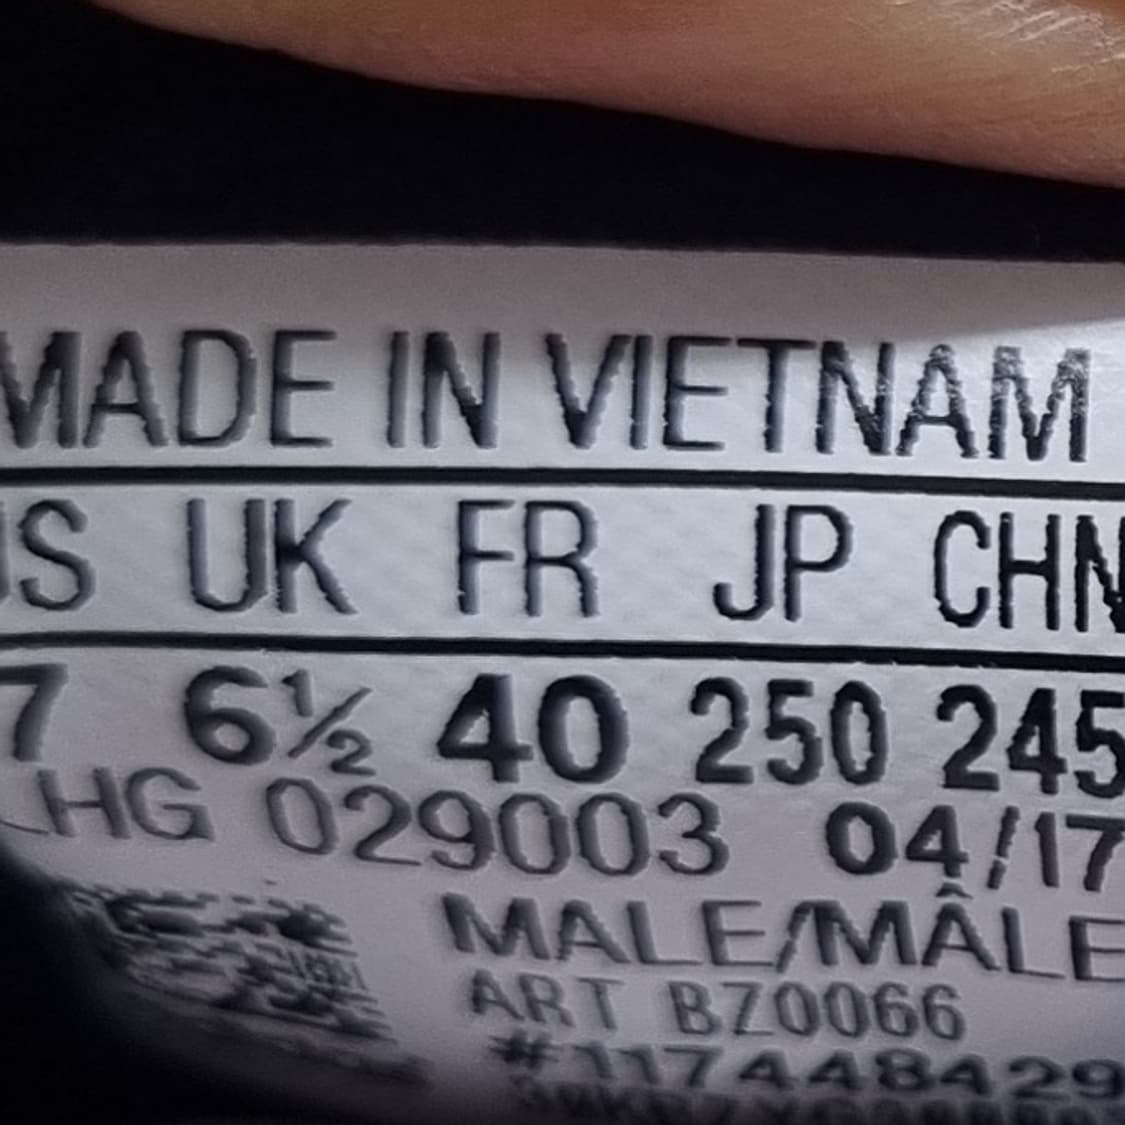 MADE IN VIETNAM
US UK FR JP CHN
7 6½ 40 250 245
LHG 029003 04/17
MALE/MÂLE
ART BZ0066
#117448429